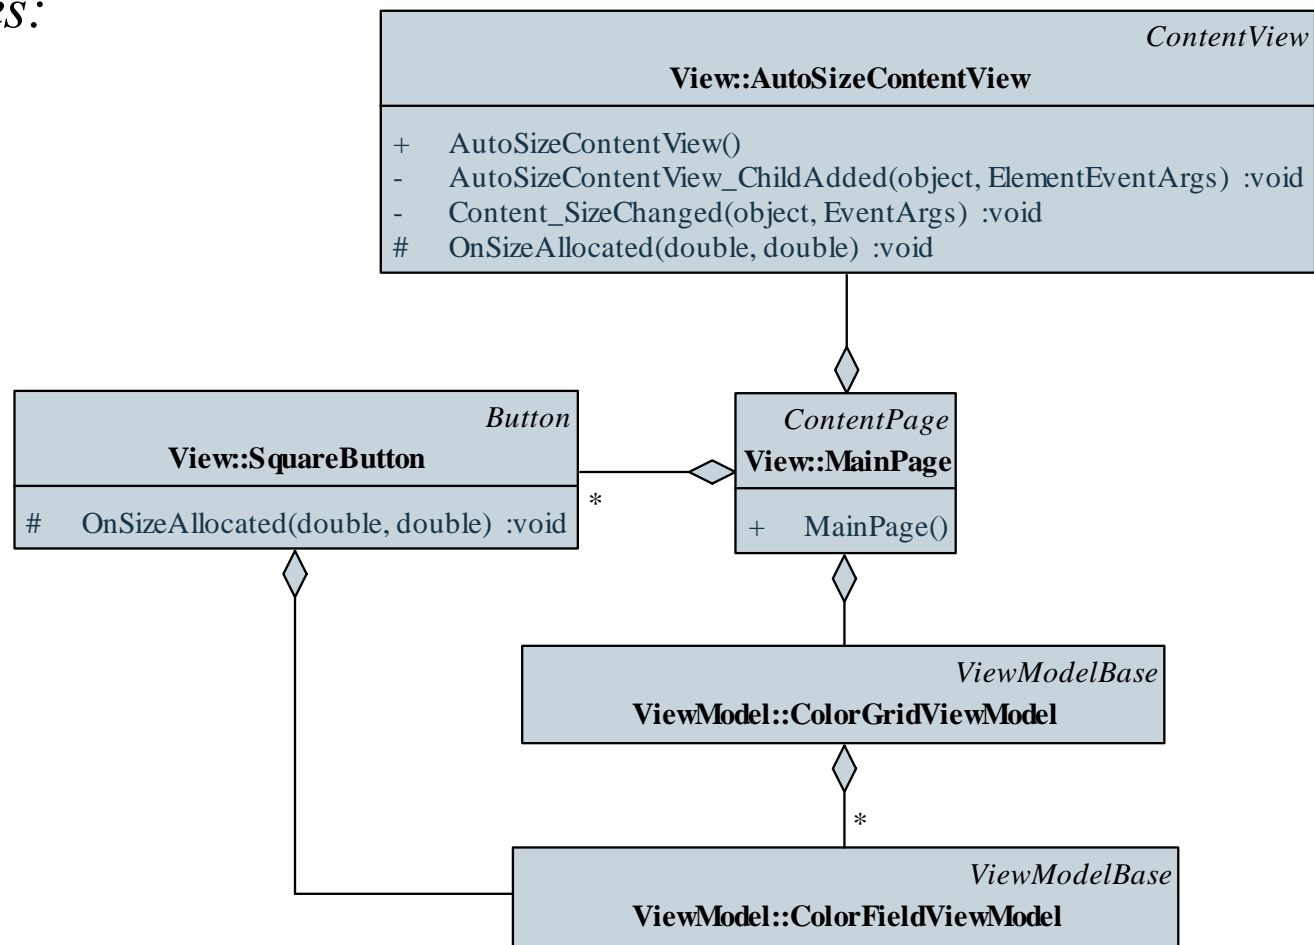 es:
ContentView
View::AutoSizeContentView
+ AutoSizeContentView()
- AutoSizeContentView_ChildAdded(object, ElementEventArgs) :void
- Content_SizeChanged(object, EventArgs) :void
# OnSizeAllocated(double, double) :void
Button
View::SquareButton
# OnSizeAllocated(double, double) :void
*
ContentPage
View::MainPage
+ MainPage()
ViewModelBase
ViewModel::ColorGridViewModel
*
ViewModelBase
ViewModel::ColorFieldViewModel